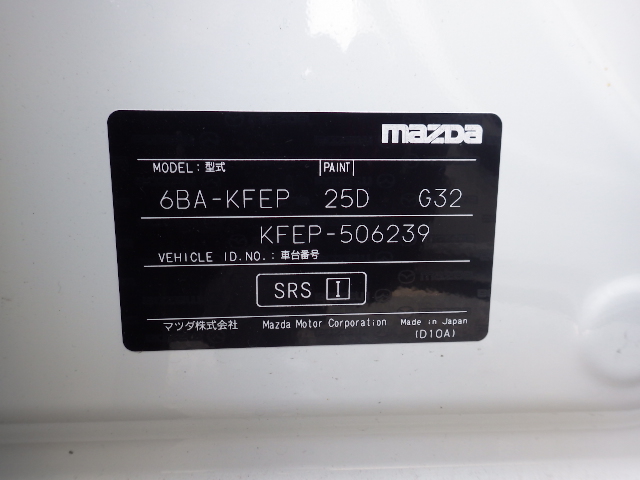 mazda
MODEL: 型式 PAINT
6BA-KFEP 25D G32
KFEP-506239
VEHICLE ID.NO.: 車台番号
SRS I
マツダ株式会社 Mazda Motor Corporation Made in Japan
(D10A)